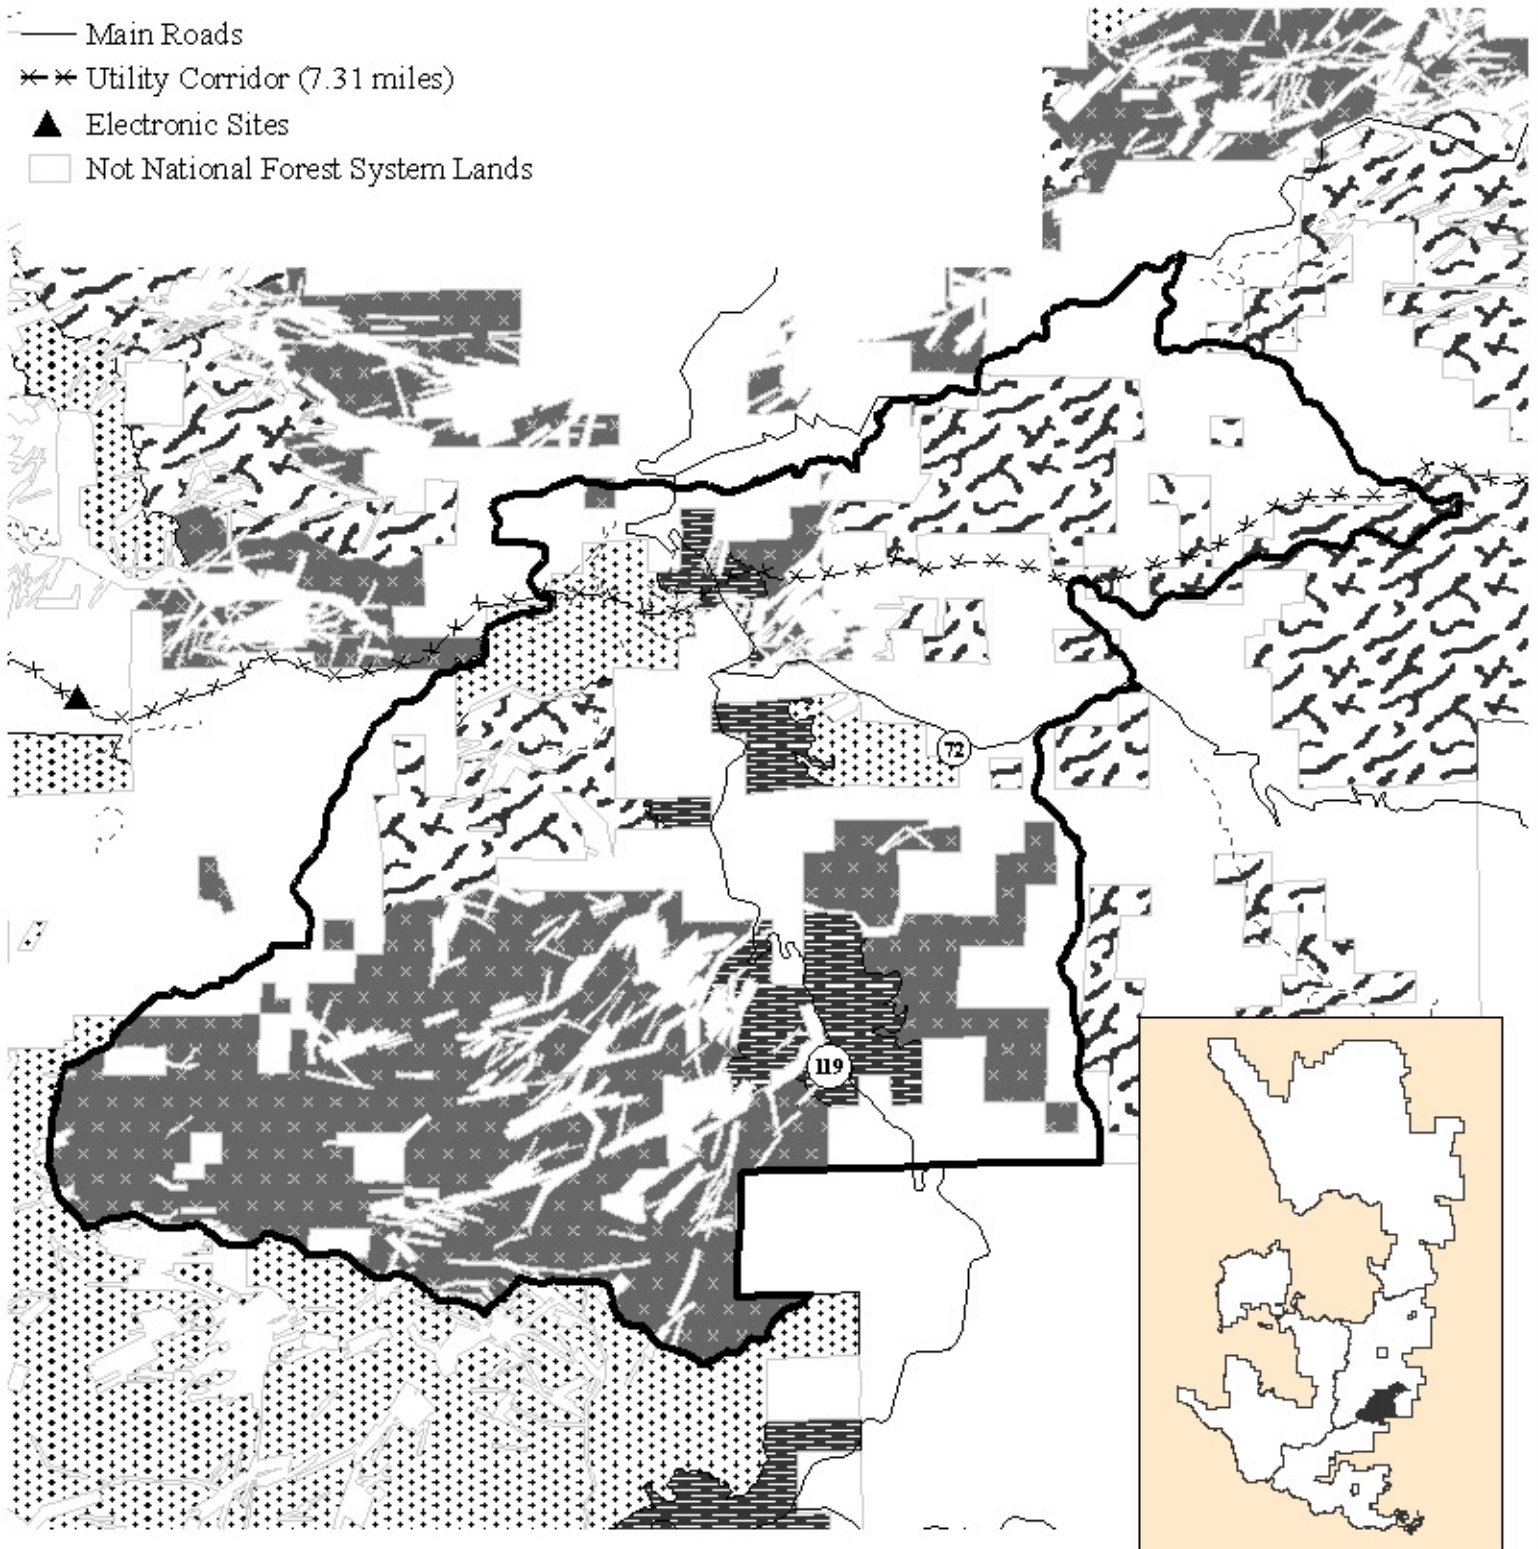 Main Roads
Utility Corridor (7.31 miles)
Electronic Sites
Not National Forest System Lands
72
119